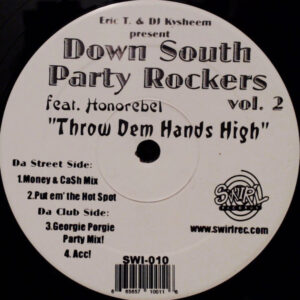 Eric T. & DJ Kvsheem
present
Down South
Party Rockers
feat. Honorebel vol. 2
"Throw Dem Hands High"
Da Street Side:
1.Money & Ca$h Mix
2.Put em' the Hot Spot
Da Club Side:
3.Georgie Porgie
Party Mix!
4. Acc!
SWIRL
RECORDS
www.swirlrec.com
SWI-010